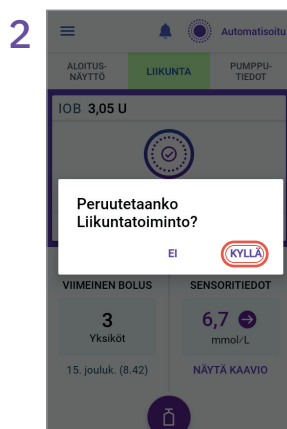 2
Automatisoitu
ALOITUS-
NÄYTTÖ
LIIKUNTA
PUMPPU-
TIEDOT
IOB 3,05 U
Peruutetaanko
Liikuntatoiminto?
EI
KYLLÄ
VIIMEINEN BOLUS
SENSORITIEDOT
3
Yksiköt
6,7
mmol/L
15. jouluk. (8.42)
NÄYTÄ KAAVIO